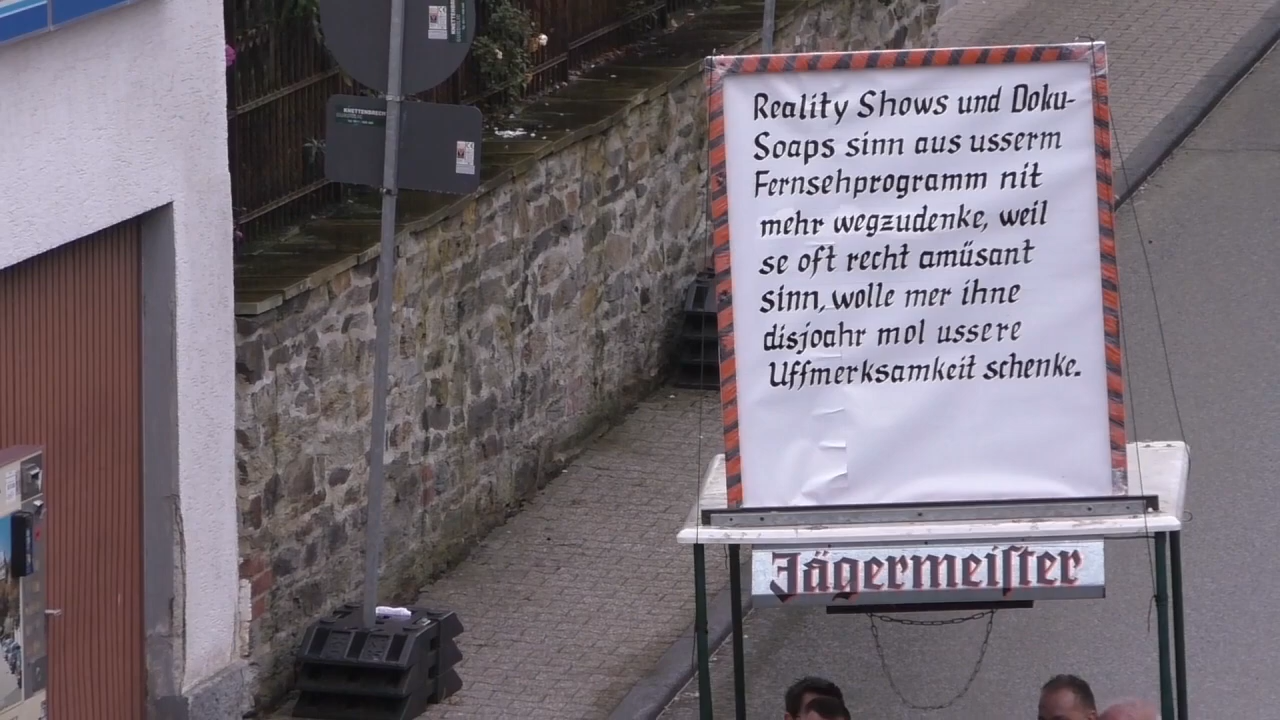 Reality Shows und Doku-
Soaps sinn aus usserm
Fernsehprogramm nit
mehr wegzudenke, weil
se oft recht amüsant
sinn, wolle mer ihne
disjoahr mol ussere
Uffmerksamkeit schenke.
Jägermeiſter